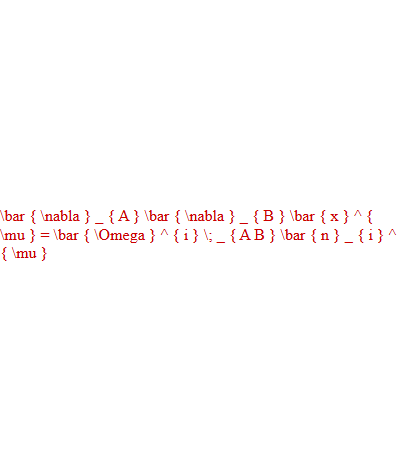 \bar { \nabla } _ { A } \bar { \nabla } _ { B } \bar { x } ^ {
\mu } = \bar { \Omega } ^ { i } \; _ { A B } \bar { n } _ { i } ^
{ \mu }